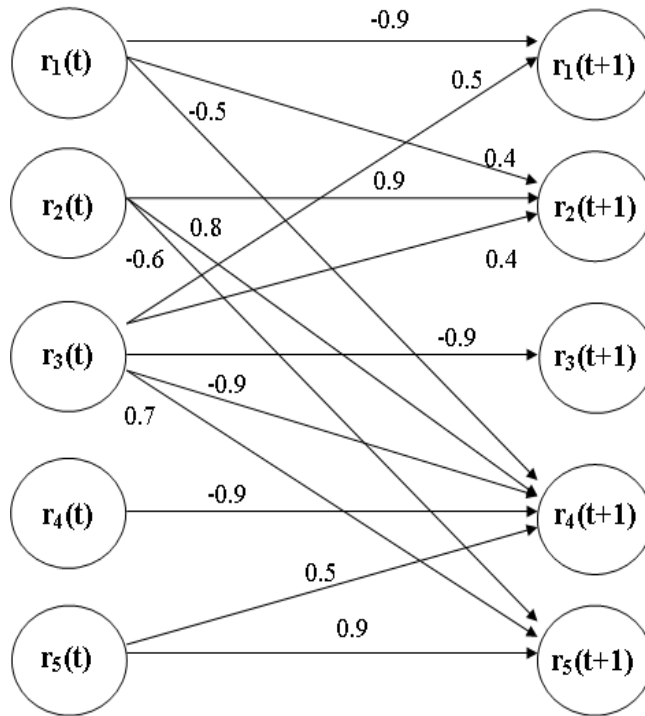 -0.9
r₁(t)
r₁(t+1)
0.5
-0.5
0.4
0.9
r₂(t)
r₂(t+1)
0.8
-0.6
0.4
-0.9
r₃(t)
r₃(t+1)
-0.9
0.7
-0.9
r₄(t)
r₄(t+1)
0.5
0.9
r₅(t)
r₅(t+1)